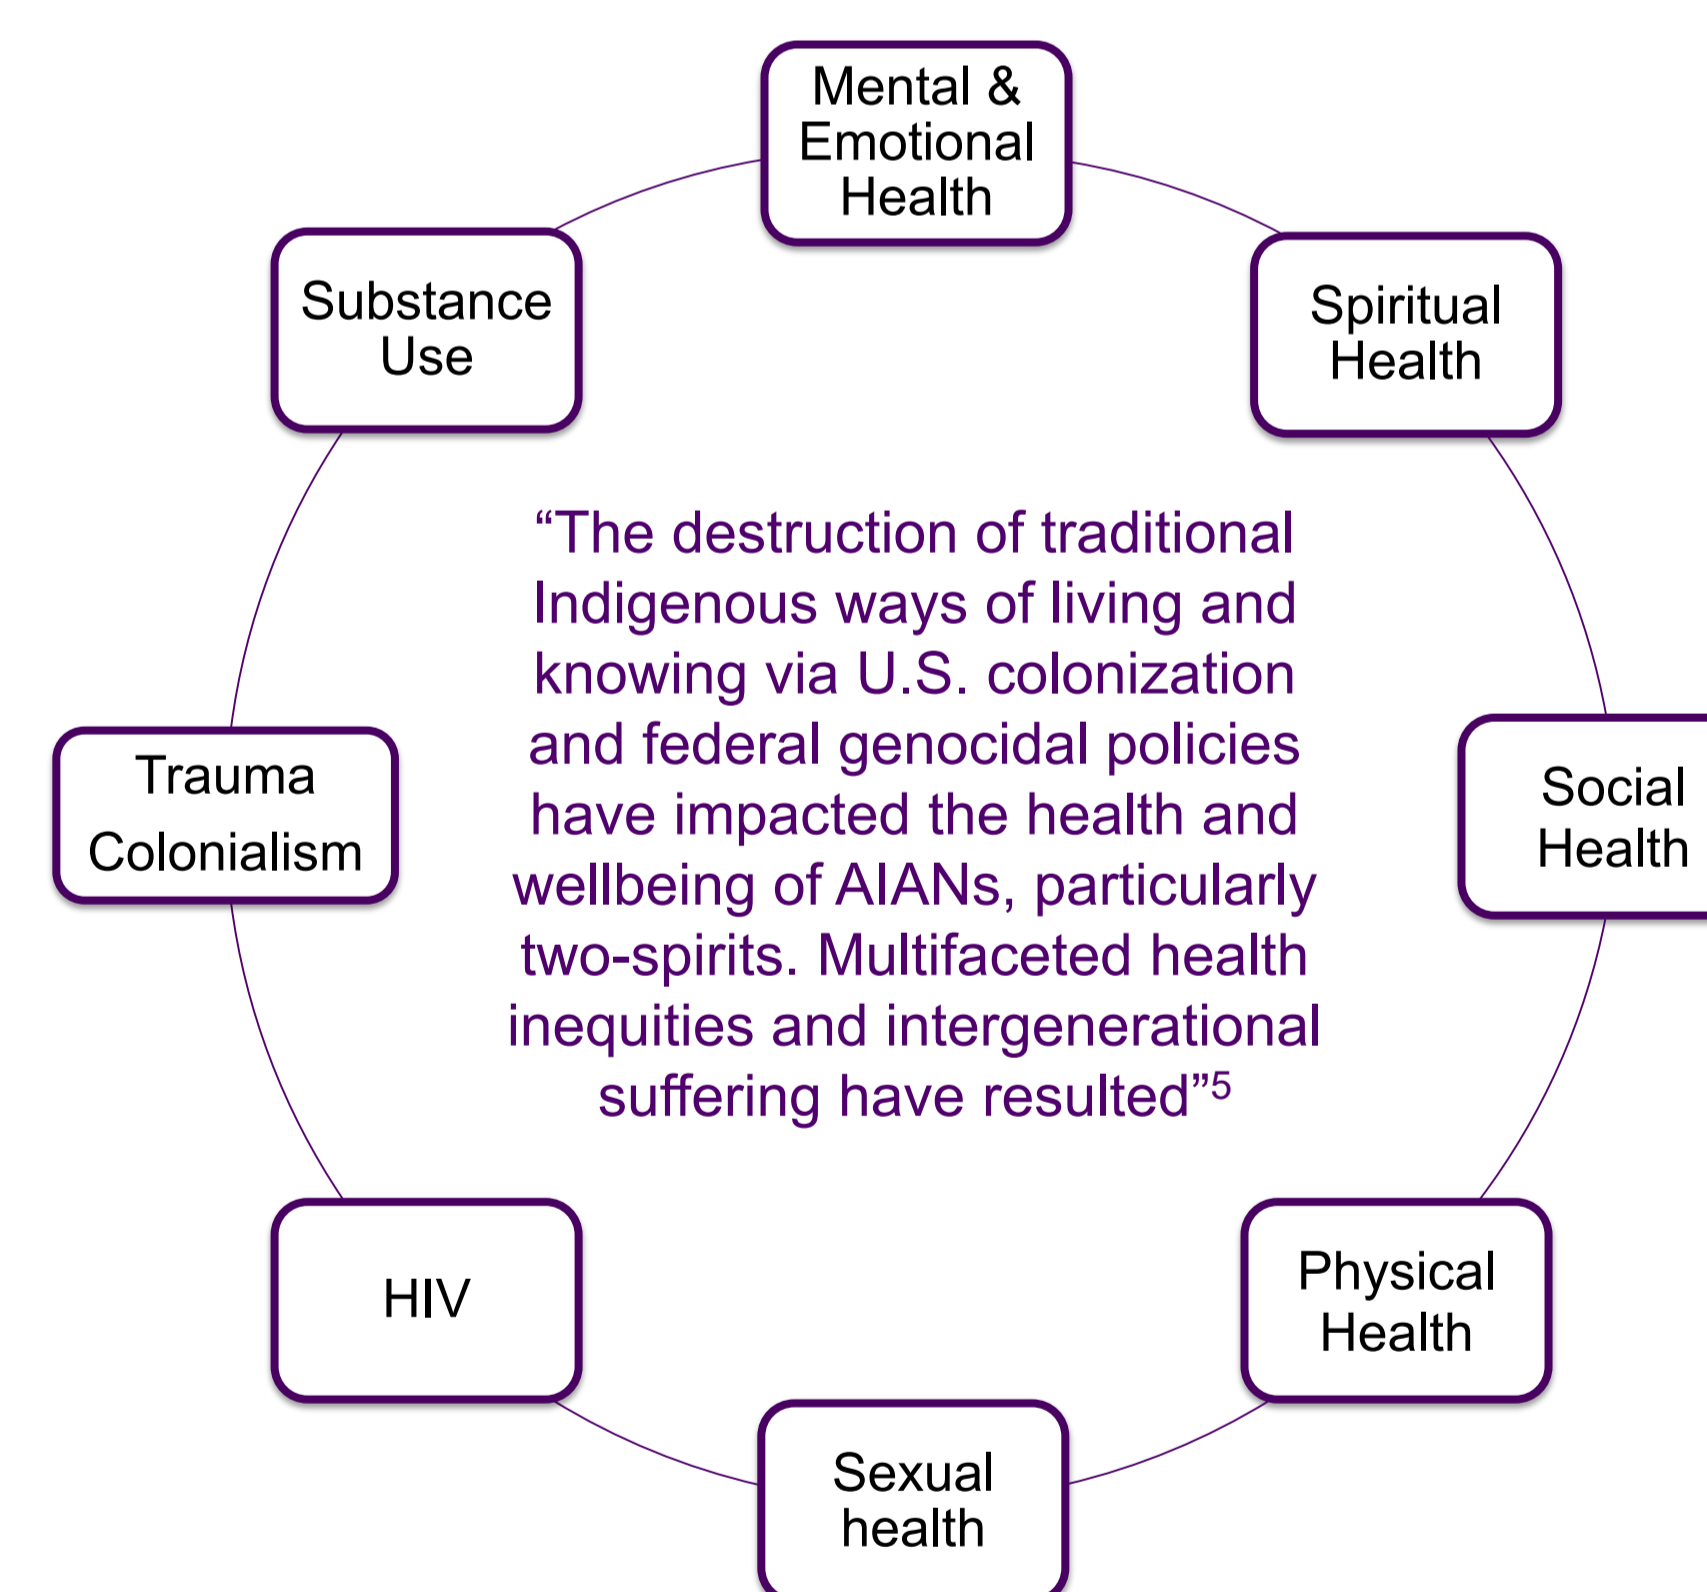 Mental &
Emotional
Health
Spiritual
Health
Social
Health
Physical
Health
Sexual
health
HIV
Trauma
Colonialism
Substance
Use
“The destruction of traditional
Indigenous ways of living and
knowing via U.S. colonization
and federal genocidal policies
have impacted the health and
wellbeing of AIANs, particularly
two-spirits. Multifaceted health
inequities and intergenerational
suffering have resulted”5